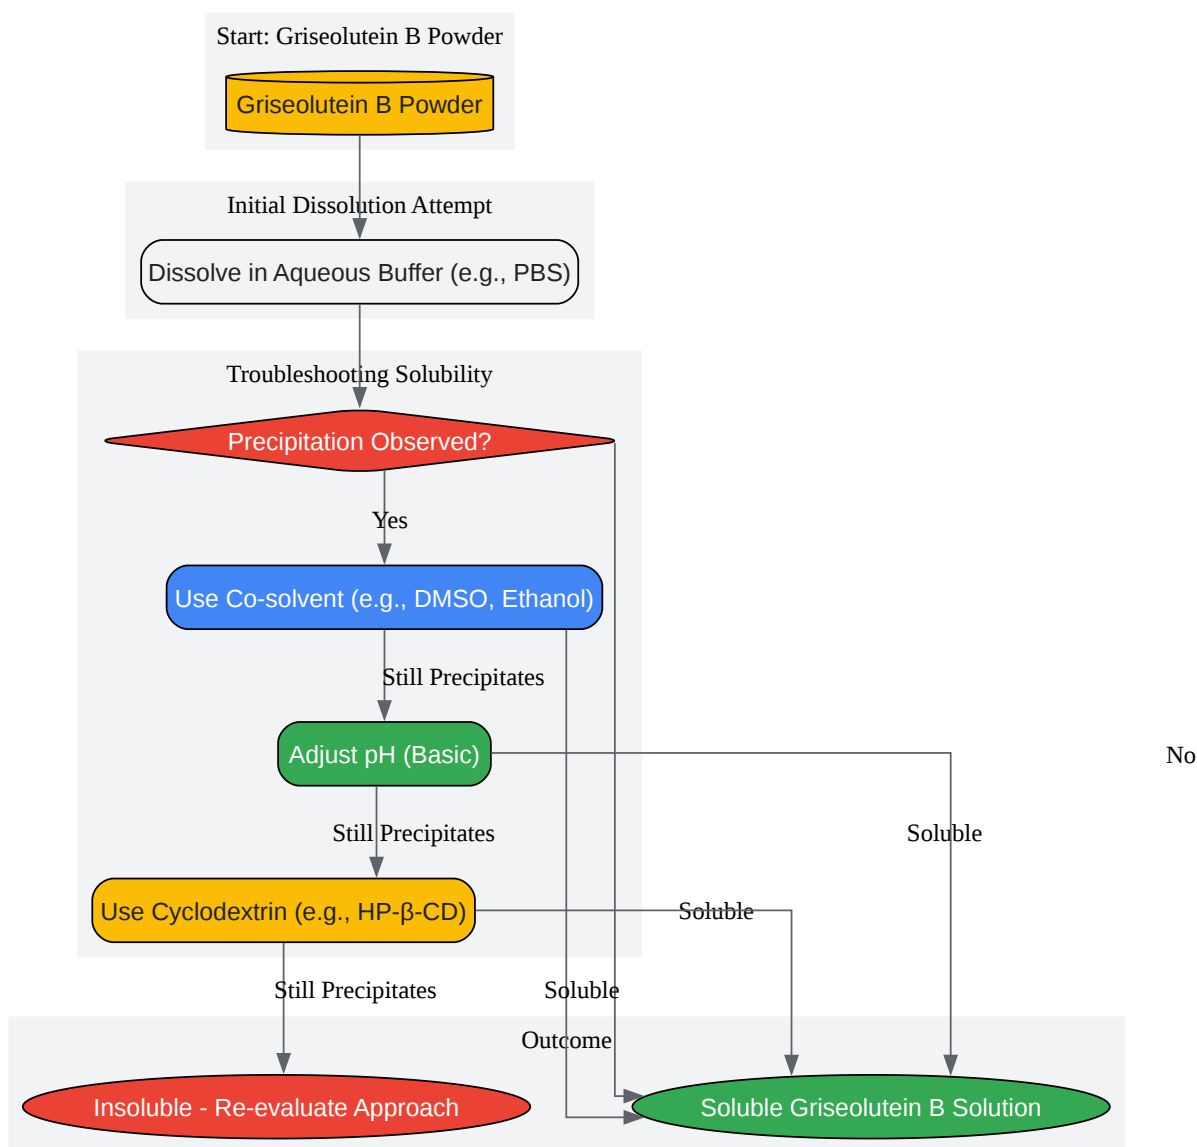 Start: Griseolutein B Powder
Griseolutein B Powder
Initial Dissolution Attempt
Dissolve in Aqueous Buffer (e.g., PBS)
Troubleshooting Solubility
Precipitation Observed?
Yes
Use Co-solvent (e.g., DMSO, Ethanol)
Still Precipitates
Adjust pH (Basic)
No
Still Precipitates
Soluble
Use Cyclodextrin (e.g., HP-β-CD)
Soluble
Still Precipitates
Soluble
Outcome
Insoluble - Re-evaluate Approach
Soluble Griseolutein B Solution